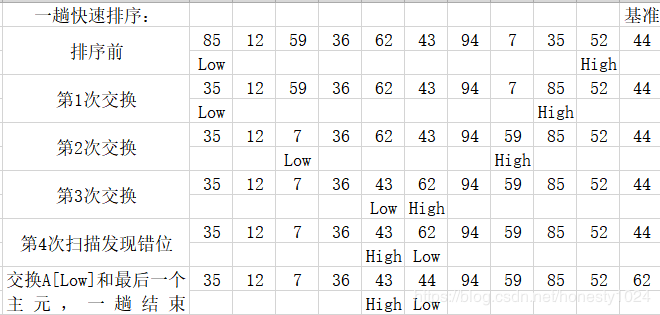 一趟快速排序: 基准
排序前 85 12 59 36 62 43 94 7 35 52 44
Low High
第1次交换 35 12 59 36 62 43 94 7 85 52 44
Low High
第2次交换 35 12 7 36 62 43 94 59 85 52 44
Low High
第3次交换 35 12 7 36 43 62 94 59 85 52 44
Low High
第4次扫描发现错位 35 12 7 36 43 62 94 59 85 52 44
High Low
交换A[Low]和最后一个 35 12 7 36 43 44 94 59 85 52 62
主元，一趟结束 High Low
https://blog.csdn.net/honesty1024